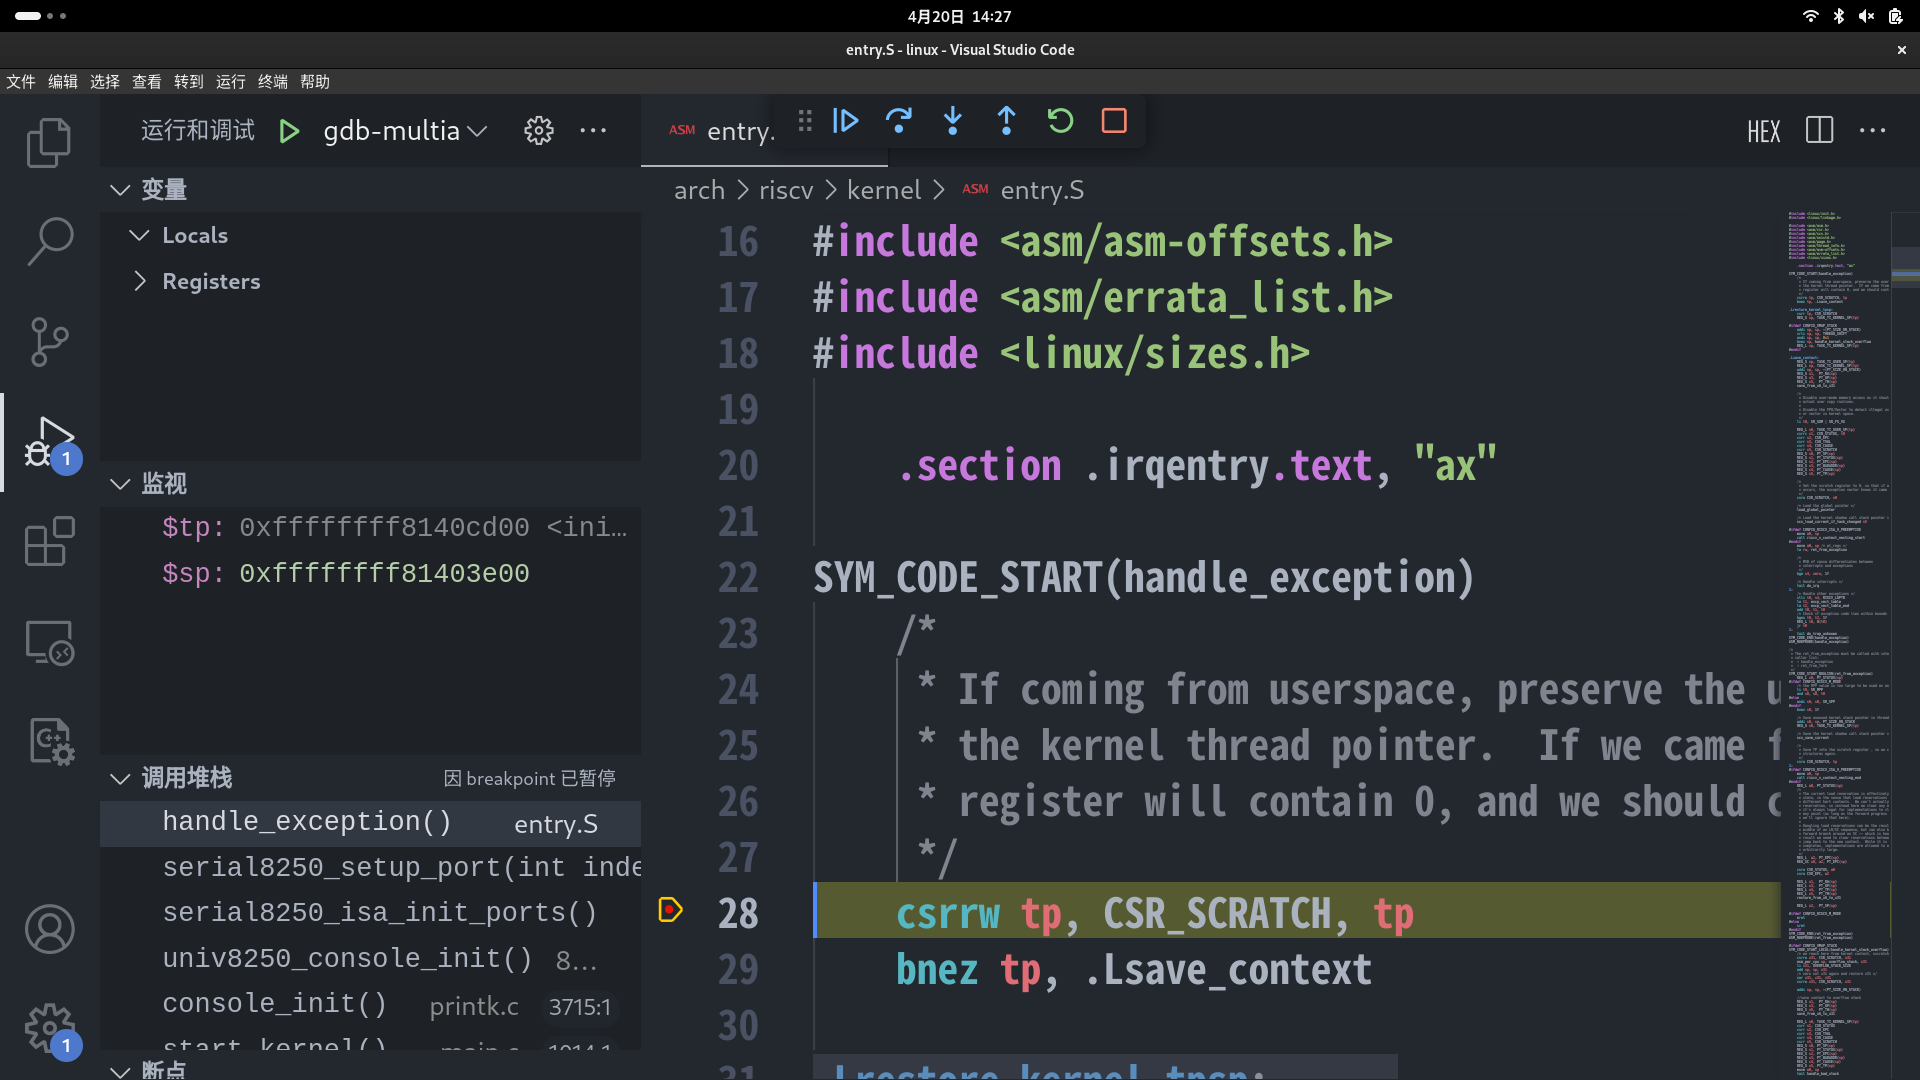 4月20日 14:27
entry.S - linux - Visual Studio Code
文件 编辑 选择 查看 转到 运行 终端 帮助
运行和调试 gdb-multia
变量
Locals
Registers
监视
$tp: 0xffffffff8140cd00 <ini…
$sp: 0xffffffff81403e00
调用堆栈 因 breakpoint 已暂停
handle_exception() entry.S
serial8250_setup_port(int inde
serial8250_isa_init_ports()
univ8250_console_init() 8…
console_init() printk.c 3715:1
start_kernel() main.c 1014:1
断点
1
1
ASM entry.
HEX
arch > riscv > kernel > ASM entry.S
16 #include <asm/asm-offsets.h>
17 #include <asm/errata_list.h>
18 #include <linux/sizes.h>
19
20 .section .irqentry.text, "ax"
21
22 SYM_CODE_START(handle_exception)
23 /*
24 * If coming from userspace, preserve the u
25 * the kernel thread pointer.  If we came f
26 * register will contain 0, and we should c
27 */
28 csrrw tp, CSR_SCRATCH, tp
29 bnez tp, .Lsave_context
30
31 .Lrestore_kernel_tpsp: